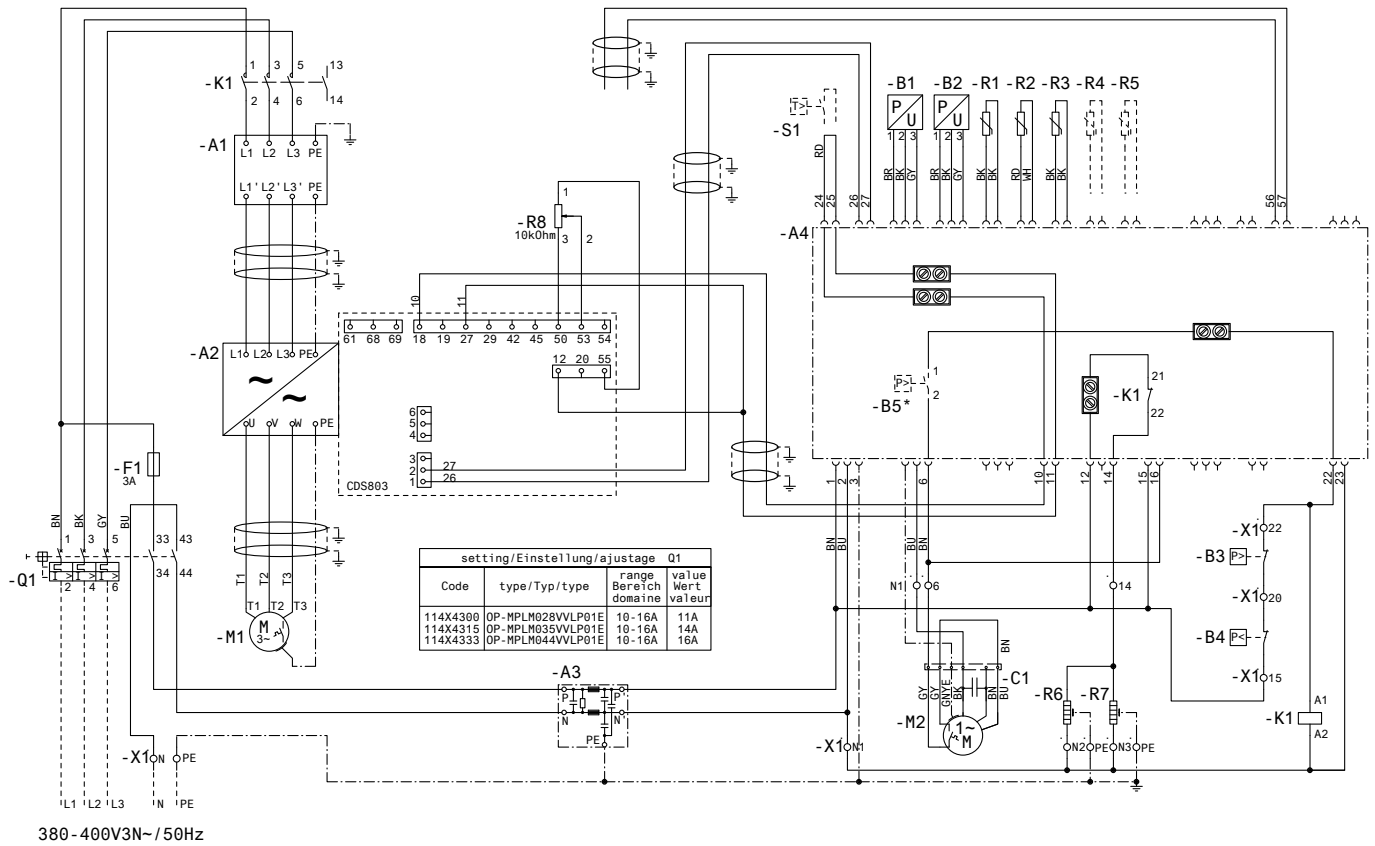 1 3 5 13
-K1
2 4 6 14
-A1
L1 L2 L3 PE
L1' L2' L3' PE
-A2
L1 L2 L3 PE
~
~
U V W PE
-F1
3A
BN BK GY BU
1 3 5 33 43
-Q1
I> I> I>
2 4 6 34 44
T1 T2 T3
T1 T2 T3
-M1
M
3~
-X1 N PE
L1 L2 L3 N PE
380-400V3N~/50Hz
1
-R8
10kOhm
3 2
10 11
61 68 69 18 19 27 29 42 45 50 53 54
12 20 55
6
5
4
3
2 27
1 26
CDS803
setting/Einstellung/ajustage Q1
Code type/Typ/type range Bereich domaine value Wert valeur
114X4300 OP-MPLM028VVLP01E 10-16A 11A
114X4315 OP-MPLM035VVLP01E 10-16A 14A
114X4333 OP-MPLM044VVLP01E 10-16A 16A
-A3
P P'
N N'
PE
-S1
T>
RD
-B1 -B2 -R1 -R2 -R3 -R4 -R5
P U P U
1 2 3 1 2 3
BR BK GY BR BK GY BK BK RD WH BK BK
24 25 26 27 56 57
-A4
P>
1
-B5*
2
21
-K1
22
1 2 3 6 10 11 12 14 15 16 22 23
BN BU BU BN
N1 6 14
-X1 22
-B3 P>
-X1 20
-B4 P<
-X1 15
BN
-C1
GY GY GNYE BK BN BU
-M2
1~
M
-R6 -R7
A1
-K1
A2
-X1 N1 N2 PE N3 PE